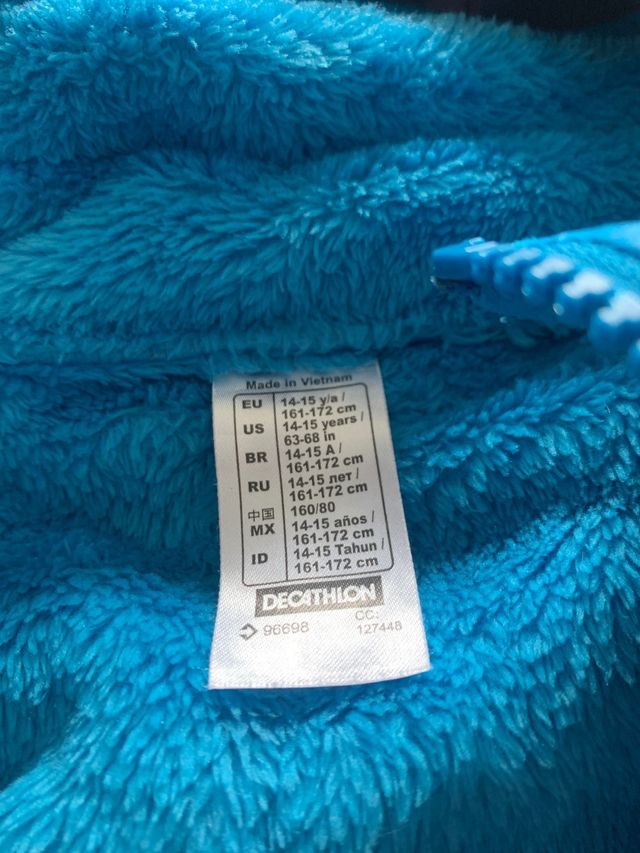 Made in Vietnam
EU 14-15 y/a /
161-172 cm
US 14-15 years /
63-68 in
BR 14-15 A /
161-172 cm
RU 14-15 лет /
161-172 cm
中国 160/80
MX 14-15 años /
161-172 cm
ID 14-15 Tahun /
161-172 cm
DECATHLON
96698 CC:
127448